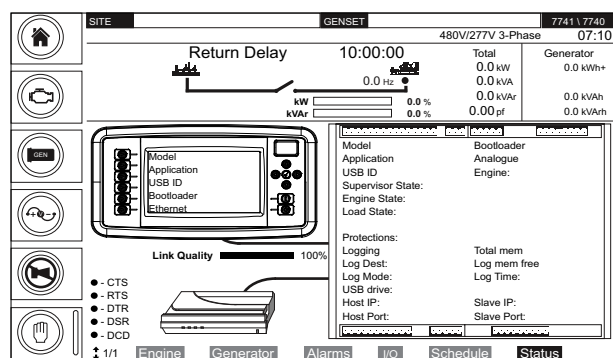 SITE GENSET 7741 \ 7740
480V/277V 3-Phase 07:10
Return Delay 10:00:00
0.0 Hz
kW 0.0 %
kVAr 0.0 %
Total
0.0 kW
0.0 kVA
0.0 kVAr
0.00 pf
Generator
0.0 kWh+
0.0 kVAh
0.0 kVArh
GEN
Model
Application
USB ID
Bootloader
Ethernet
Link Quality 100%
- CTS
- RTS
- DTR
- DSR
- DCD
Model Bootloader
Application Analogue
USB ID Engine:
Supervisor State:
Engine State:
Load State:
Protections:
Logging Total mem
Log Dest: Log mem free
Log Mode: Log Time:
USB drive:
Host IP: Slave IP:
Host Port: Slave Port:
1/1 Engine Generator Alarms I/O Schedule Status